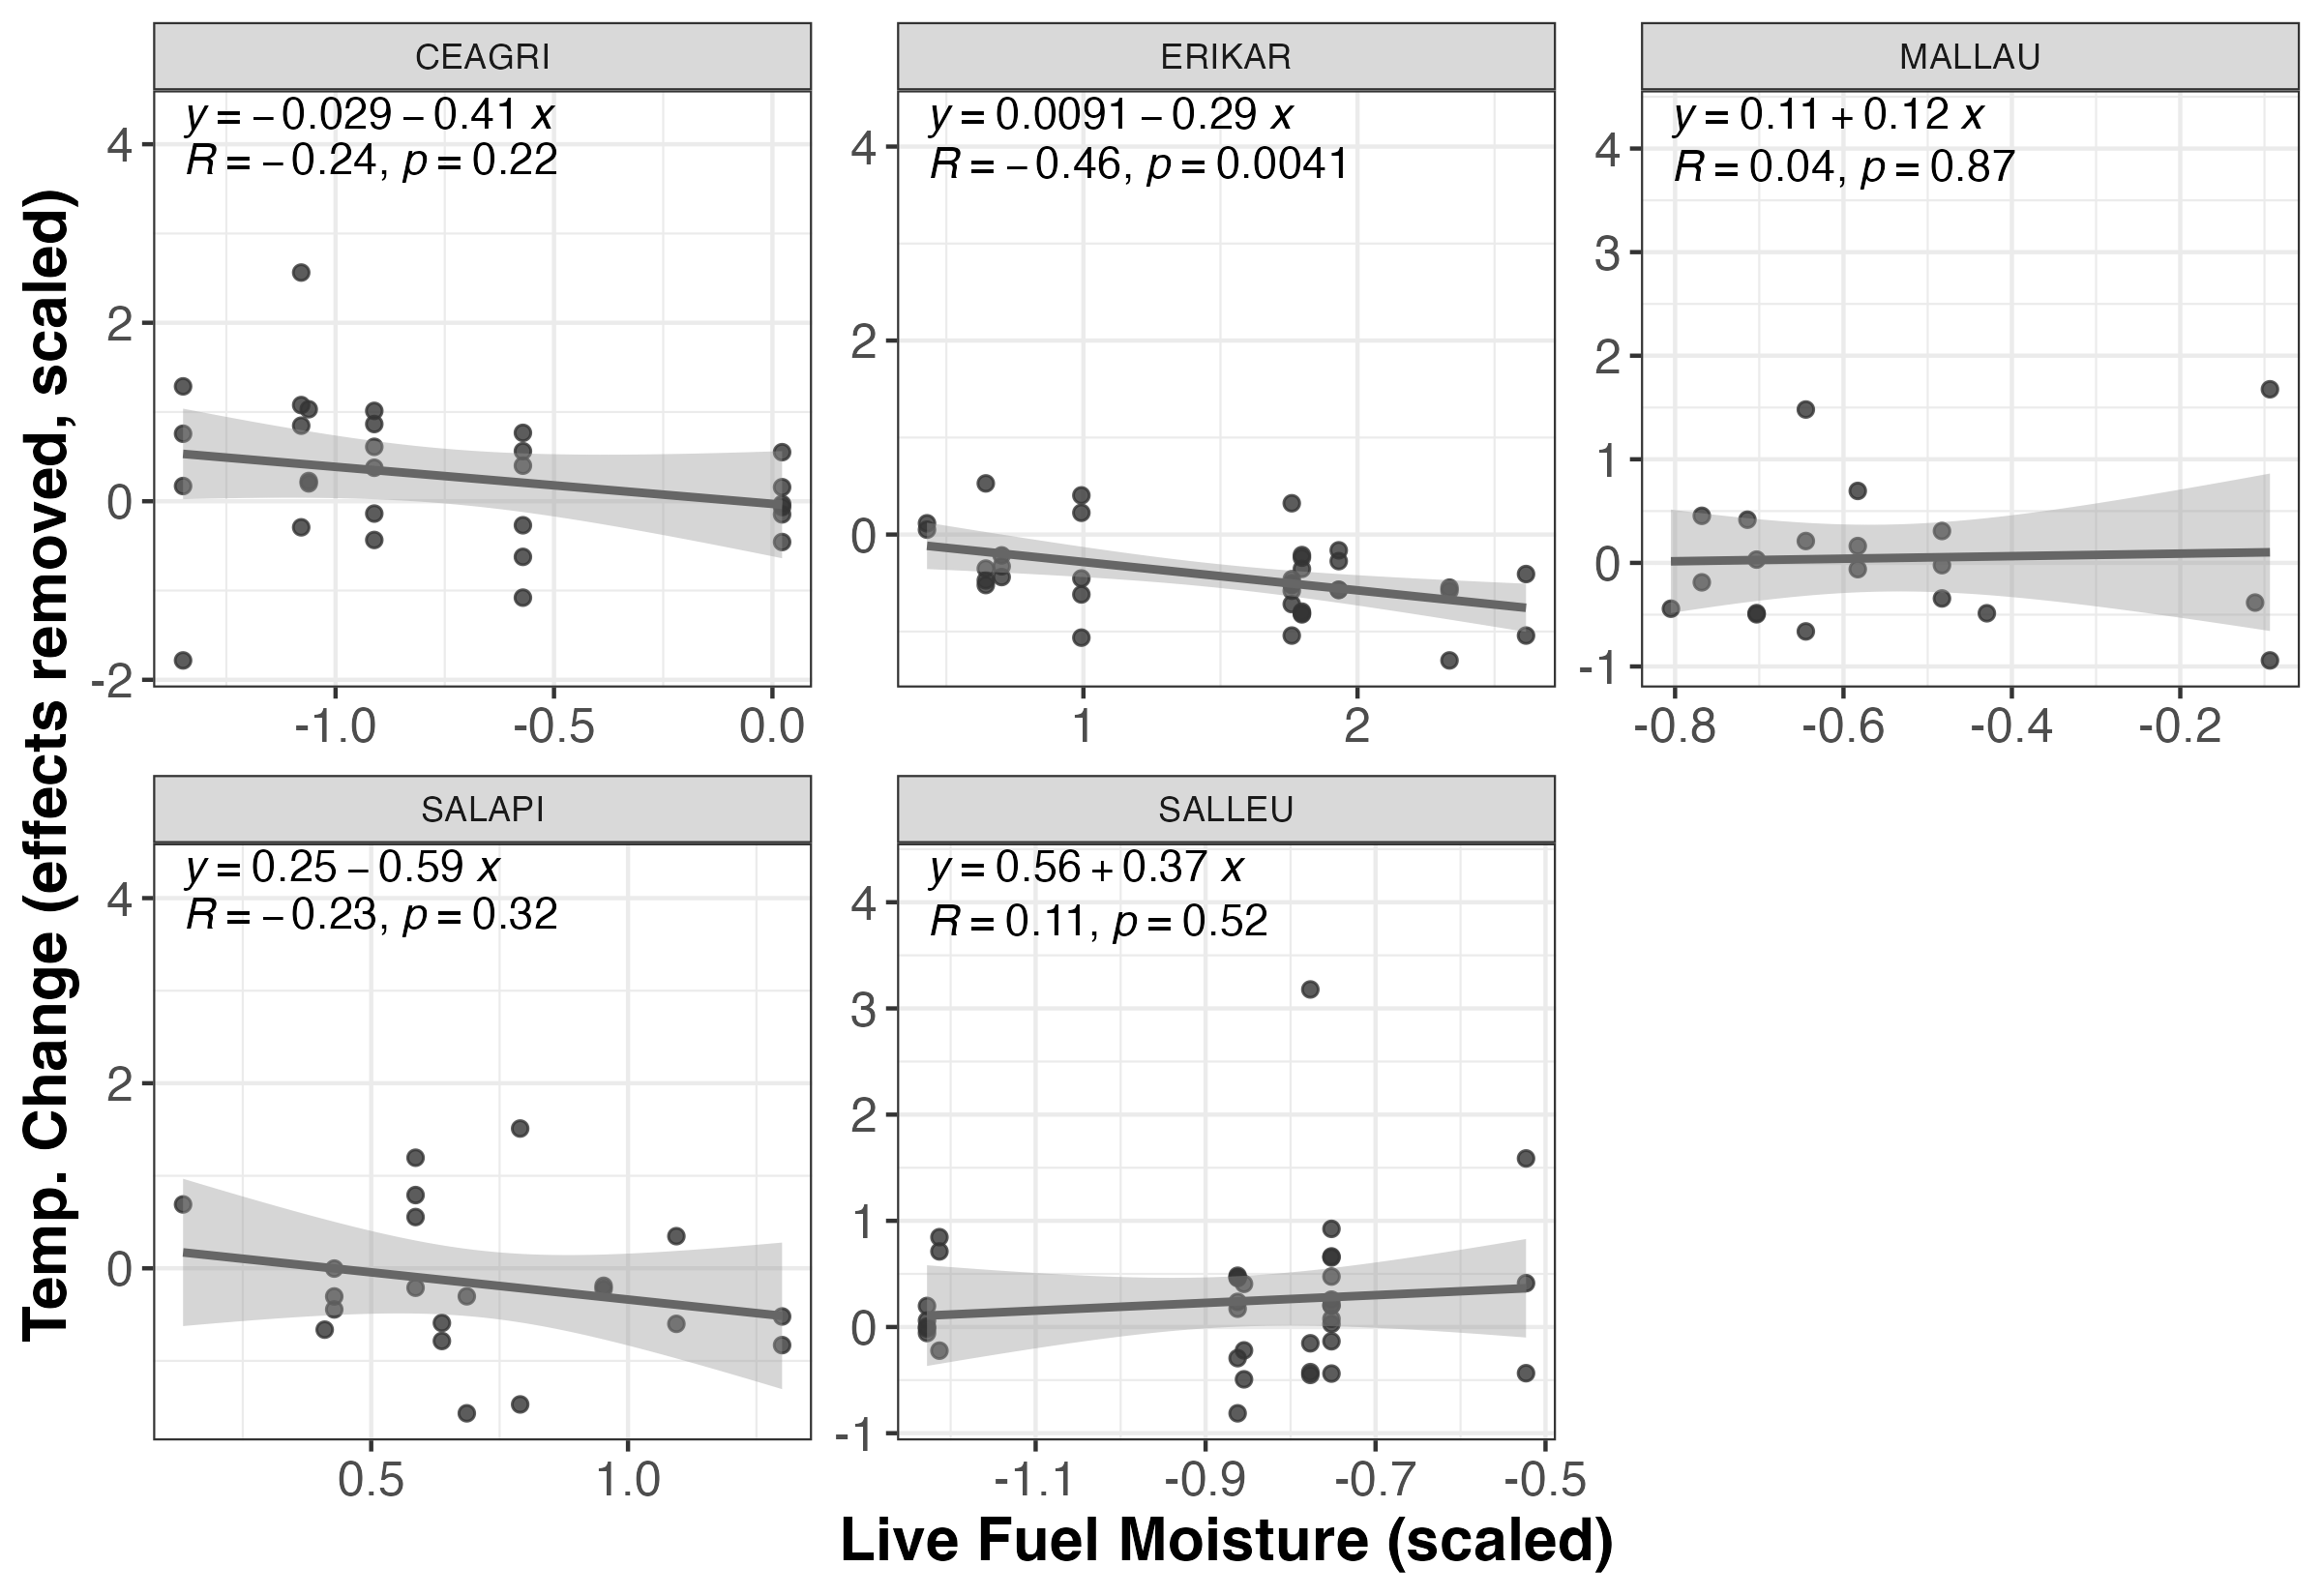 Temp. Change (effects removed, scaled)
CEAGRI
y = −0.029 − 0.41 x
R = −0.24, p = 0.22
4
2
0
-2
-1.0 -0.5 0.0
ERIKAR
y = 0.0091 − 0.29 x
R = −0.46, p = 0.0041
4
2
0
1 2
MALLAU
y = 0.11 + 0.12 x
R = 0.04, p = 0.87
4
3
2
1
0
-1
-0.8 -0.6 -0.4 -0.2
SALAPI
y = 0.25 − 0.59 x
R = −0.23, p = 0.32
4
2
0
0.5 1.0
SALLEU
y = 0.56 + 0.37 x
R = 0.11, p = 0.52
4
3
2
1
0
-1
-1.1 -0.9 -0.7 -0.5
Live Fuel Moisture (scaled)